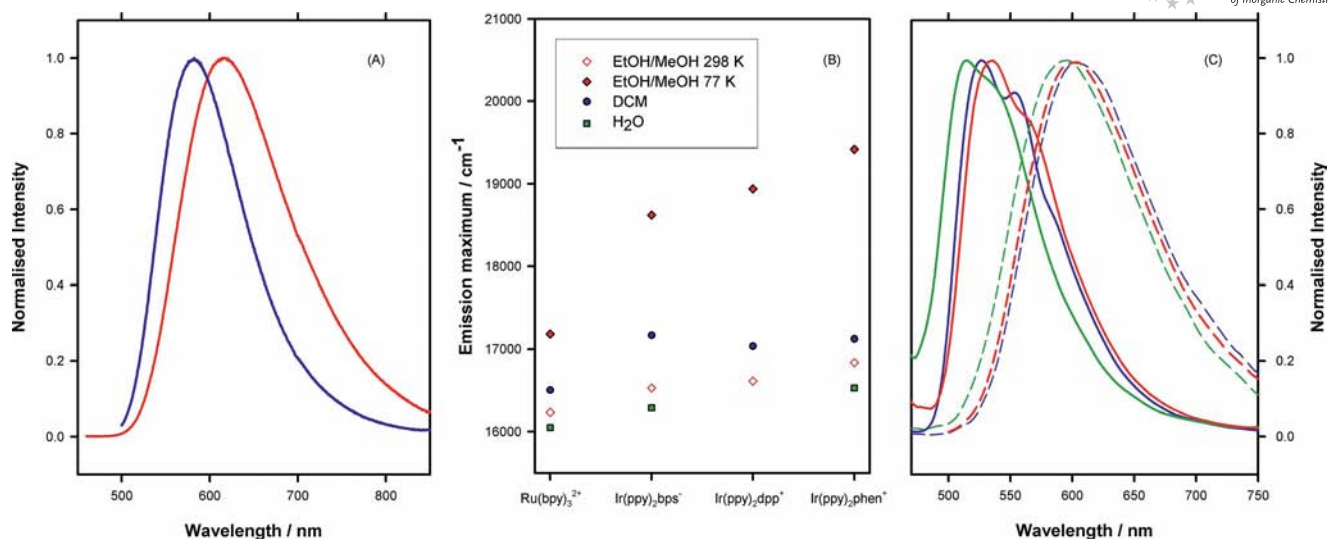 of Inorganic Chemistry
(A)
1.0
0.8
0.6
0.4
0.2
0.0
Normalised Intensity
500 600 700 800
Wavelength / nm
21000
20000
19000
18000
17000
16000
Emission maximum / cm⁻¹
(B)
EtOH/MeOH 298 K
EtOH/MeOH 77 K
DCM
H₂O
Ru(bpy)₃²⁺ Ir(ppy)₂bps⁻ Ir(ppy)₂dpp⁺ Ir(ppy)₂phen⁺
(C)
1.0
0.8
0.6
0.4
0.2
0.0
Normalised Intensity
500 550 600 650 700 750
Wavelength / nm